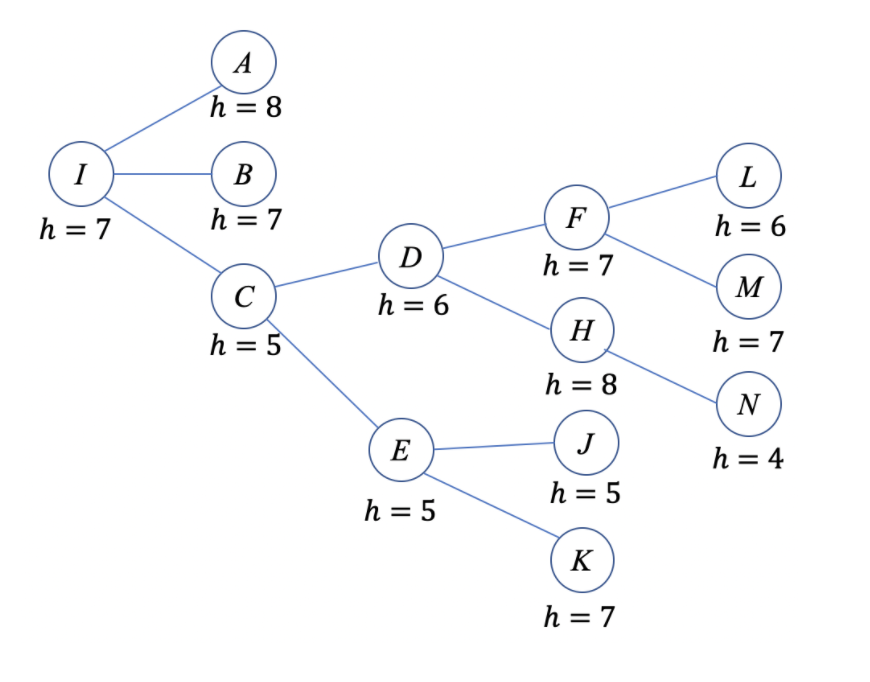 A
h = 8
I
h = 7
B
h = 7
C
h = 5
D
h = 6
E
h = 5
F
h = 7
H
h = 8
J
h = 5
K
h = 7
L
h = 6
M
h = 7
N
h = 4